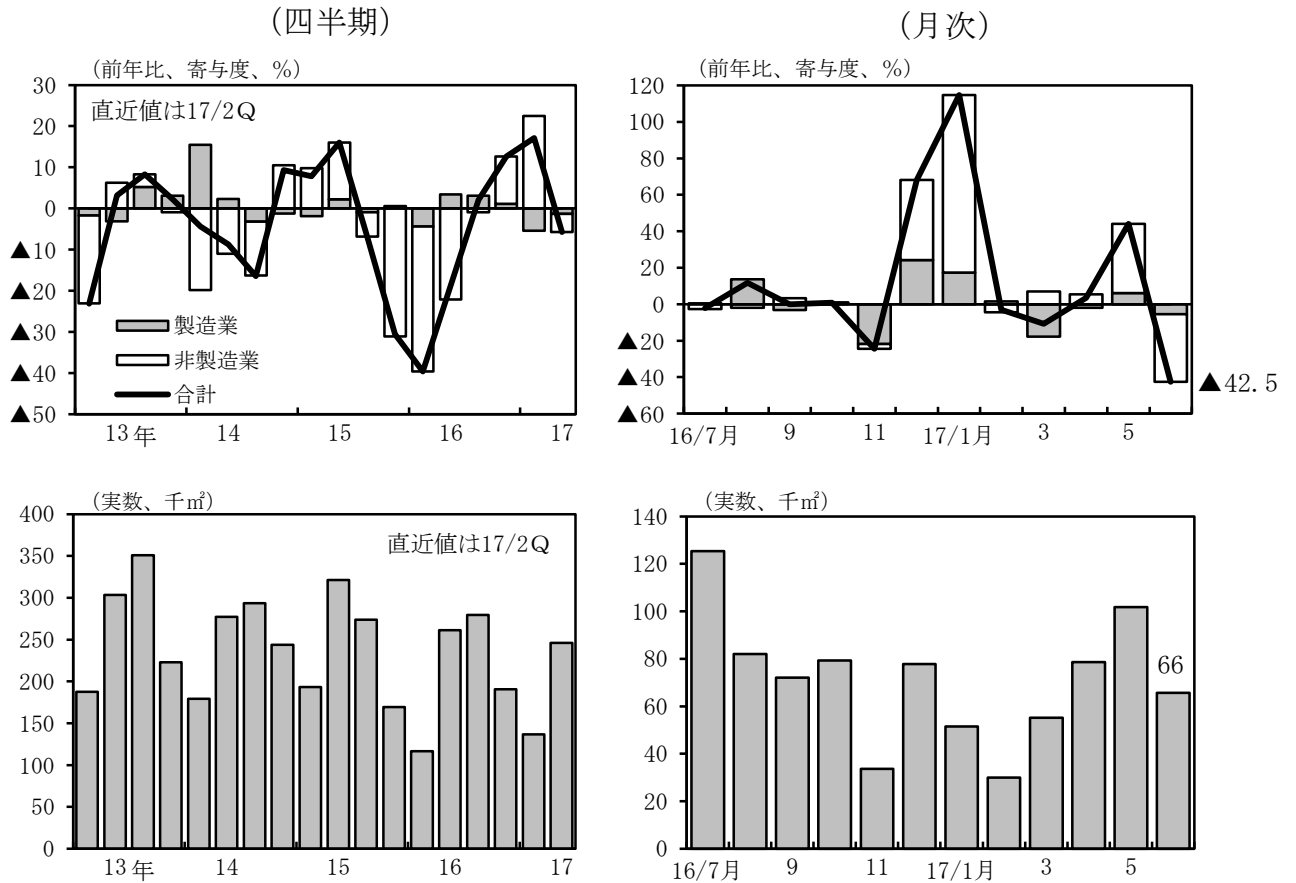 (四半期)
(前年比、寄与度、%)
直近値は17/2Q
30
20
10
0
▲10
▲20
▲30
▲40
▲50
製造業
非製造業
合計
13年 14 15 16 17
(月次)
(前年比、寄与度、%)
120
100
80
60
40
20
0
▲20
▲40
▲60
▲42.5
16/7月 9 11 17/1月 3 5
(実数、千㎡)
直近値は17/2Q
400
350
300
250
200
150
100
50
0
13年 14 15 16 17
(実数、千㎡)
140
120
100
80
60
40
20
0
66
16/7月 9 11 17/1月 3 5